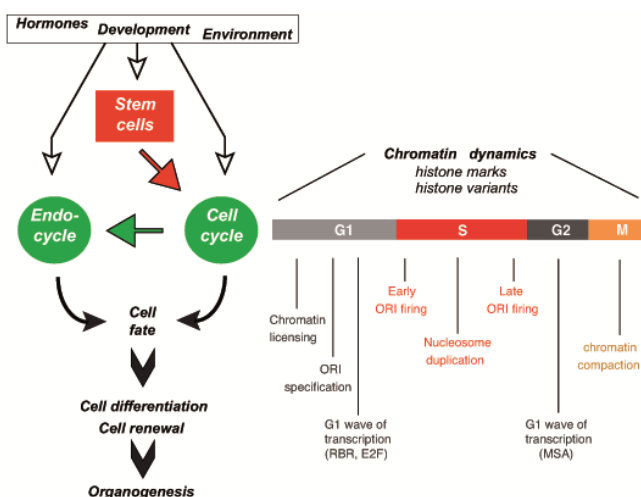 Hormones
Development
Environment
Stem
cells
Endo-
cycle
Cell
cycle
Cell
fate
Cell differentiation
Cell renewal
Organogenesis
Chromatin dynamics
histone marks
histone variants
G1
S
G2
M
Chromatin
licensing
ORI
specification
G1 wave of
transcription
(RBR, E2F)
Early
ORI firing
Nucleosome
duplication
Late
ORI firing
G1 wave of
transcription
(MSA)
chromatin
compaction